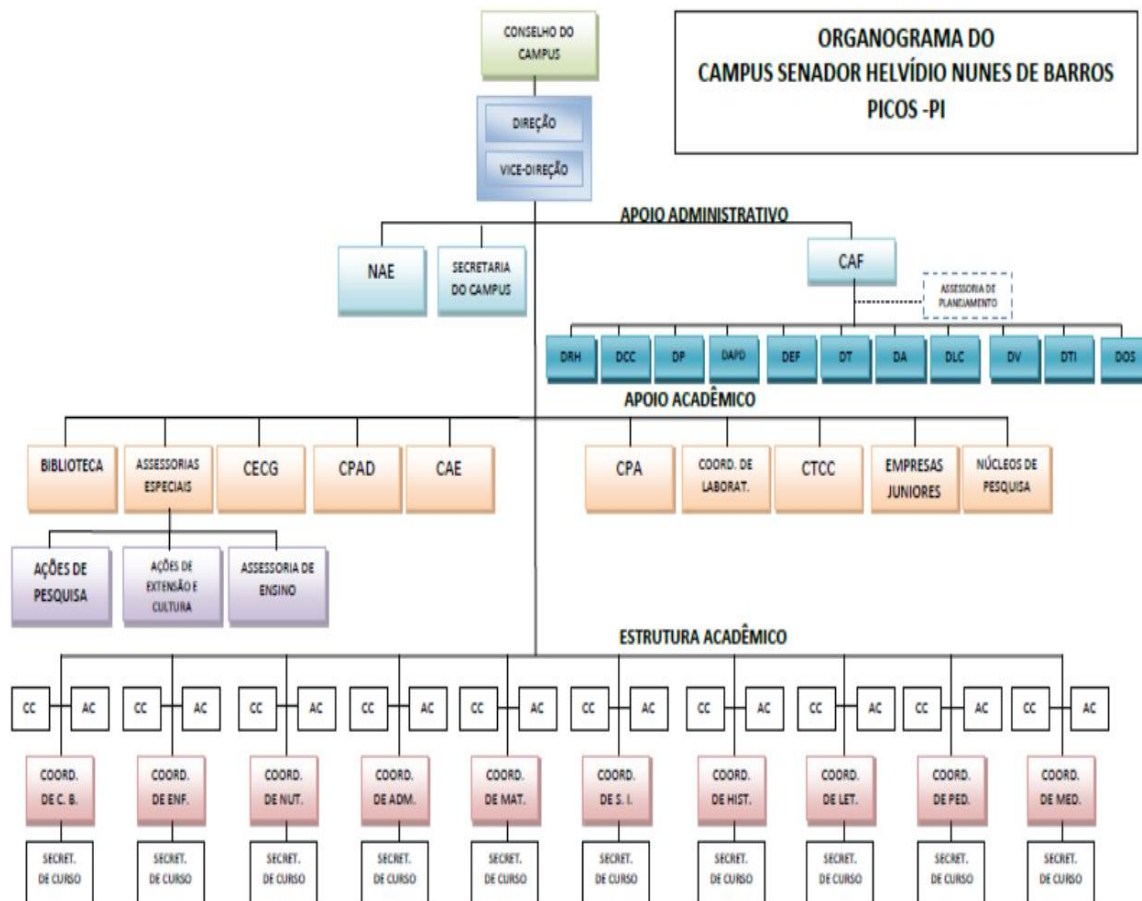 CONSELHO DO
CAMPUS
ORGANOGRAMA DO
CAMPUS SENADOR HELVÍDIO NUNES DE BARROS
PICOS -PI
DIREÇÃO
VICE-DIREÇÃO
APOIO ADMINISTRATIVO
NAE
SECRETARIA
DO CAMPUS
CAF
ASSESSORIA DE
PLANEJAMENTO
DRH DCC DP DAPD DEF DT DA DLC DV DTI DOS
APOIO ACADÊMICO
BIBLIOTECA
ASSESSORIAS
ESPECIAIS
CECG
CPAD
CAE
CPA
COORD. DE
LABORAT.
CTCC
EMPRESAS
JUNIORES
NÚCLEOS DE
PESQUISA
AÇÕES DE
PESQUISA
AÇÕES DE
EXTENSÃO E
CULTURA
ASSESSORIA DE
ENSINO
ESTRUTURA ACADÊMICO
CC AC CC AC CC AC CC AC CC AC CC AC CC AC CC AC CC AC CC AC
COORD.
DE C. B.
COORD.
DE ENF.
COORD.
DE NUT.
COORD.
DE ADM.
COORD.
DE MAT.
COORD.
DE S. I.
COORD.
DE HIST.
COORD.
DE LET.
COORD.
DE PED.
COORD.
DE MED.
SECRET.
DE CURSO
SECRET.
DE CURSO
SECRET.
DE CURSO
SECRET.
DE CURSO
SECRET.
DE CURSO
SECRET.
DE CURSO
SECRET.
DE CURSO
SECRET.
DE CURSO
SECRET.
DE CURSO
SECRET.
DE CURSO